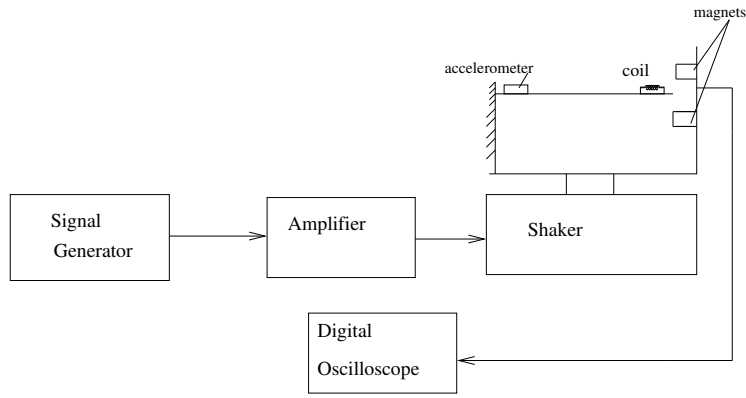 magnets
accelerometer
coil
Signal
Generator
Amplifier
Shaker
Digital
Oscilloscope